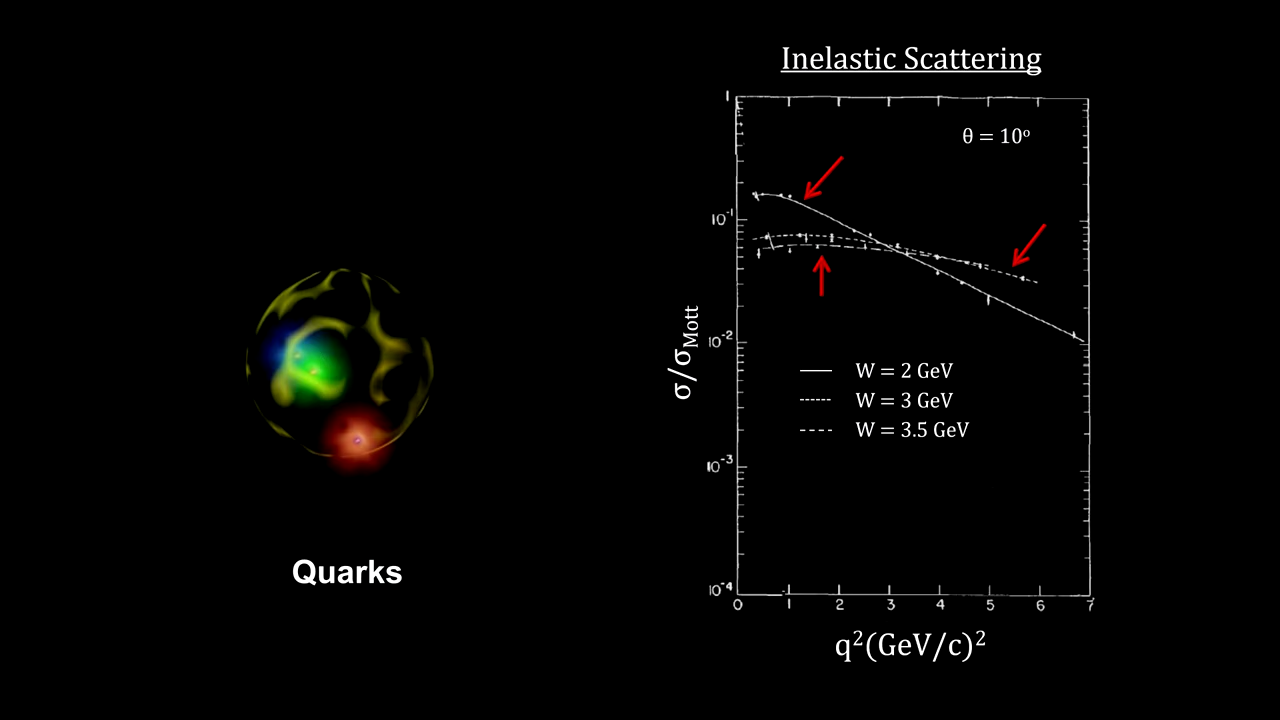 Inelastic Scattering
1
θ = 10°
10⁻¹
σ/σMott
10⁻²
W = 2 GeV
W = 3 GeV
W = 3.5 GeV
10⁻³
Quarks
10⁻⁴
0 1 2 3 4 5 6 7
q²(GeV/c)²